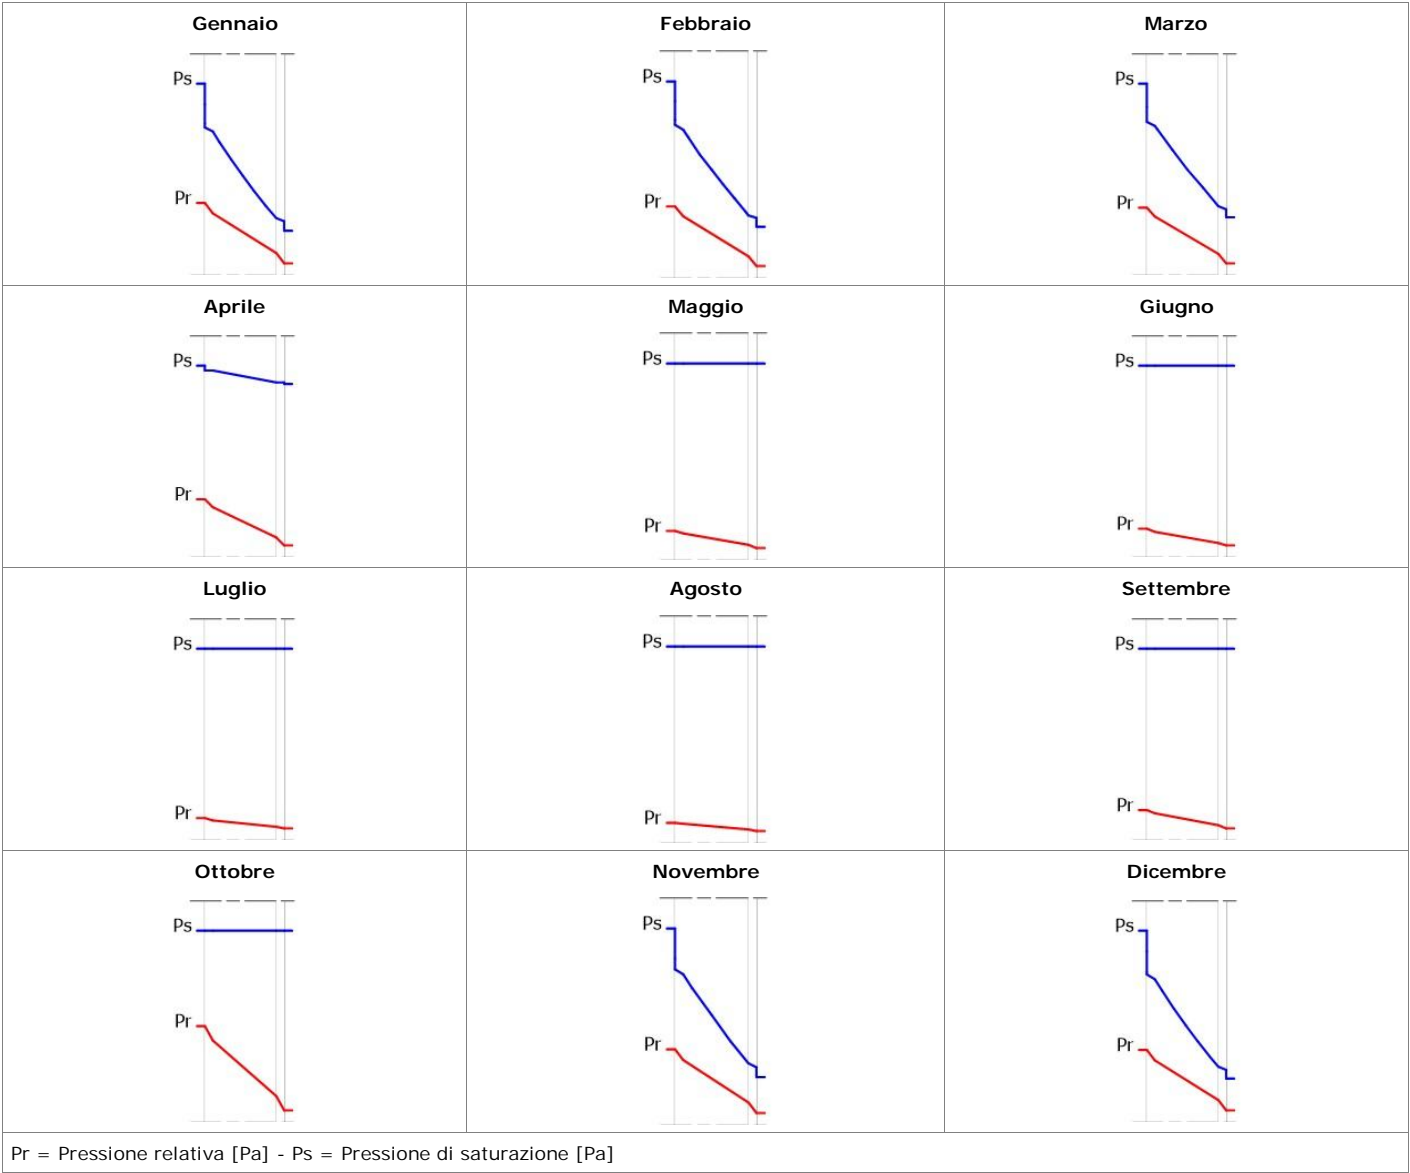 Gennaio Febbraio Marzo
Ps Ps Ps
Pr Pr Pr
Aprile Maggio Giugno
Ps Ps Ps
Pr Pr Pr
Luglio Agosto Settembre
Ps Ps Ps
Pr Pr Pr
Ottobre Novembre Dicembre
Ps Ps Ps
Pr Pr Pr
Pr = Pressione relativa [Pa] - Ps = Pressione di saturazione [Pa]